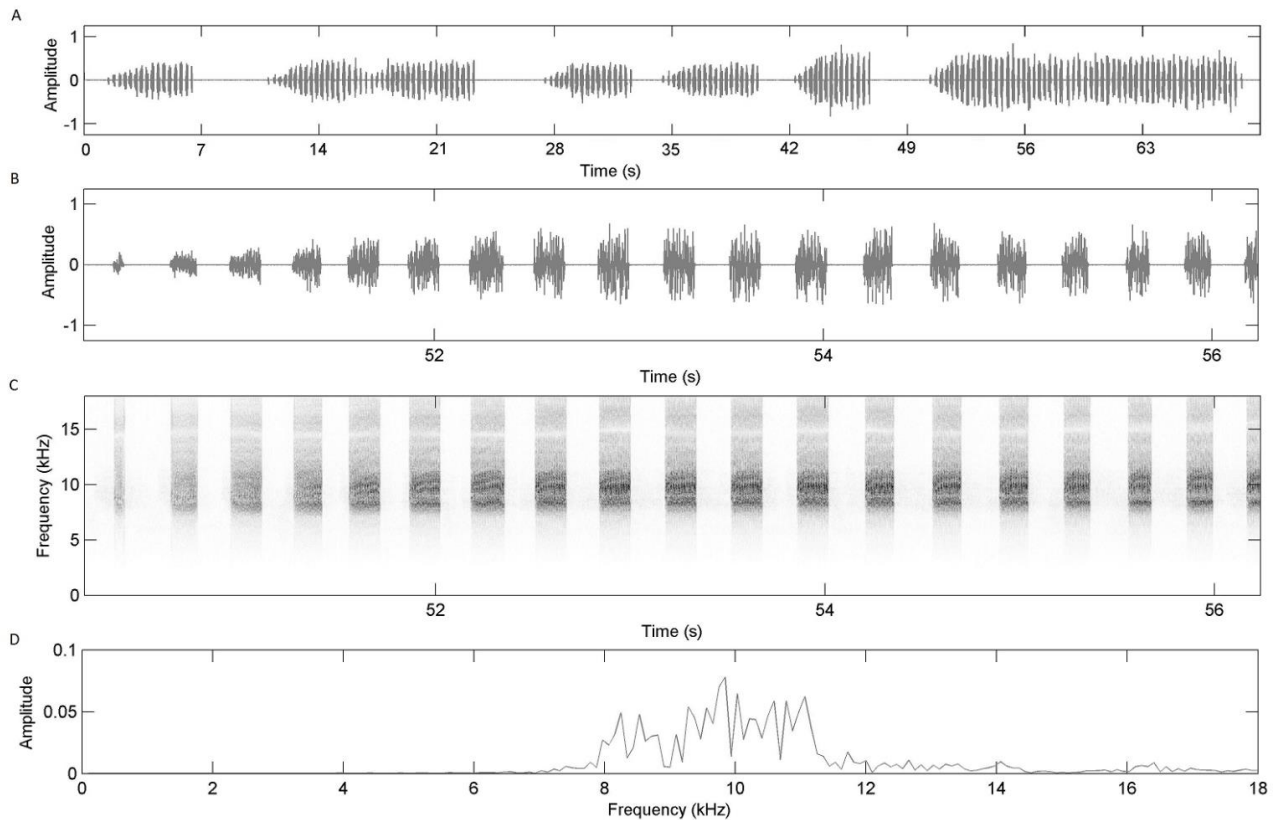 A
Amplitude
1
0
-1
0 7 14 21 28 35 42 49 56 63
Time (s)
B
Amplitude
1
0
-1
52 54 56
Time (s)
C
Frequency (kHz)
15
10
5
0
52 54 56
Time (s)
D
Amplitude
0.1
0.05
0
0 2 4 6 8 10 12 14 16 18
Frequency (kHz)